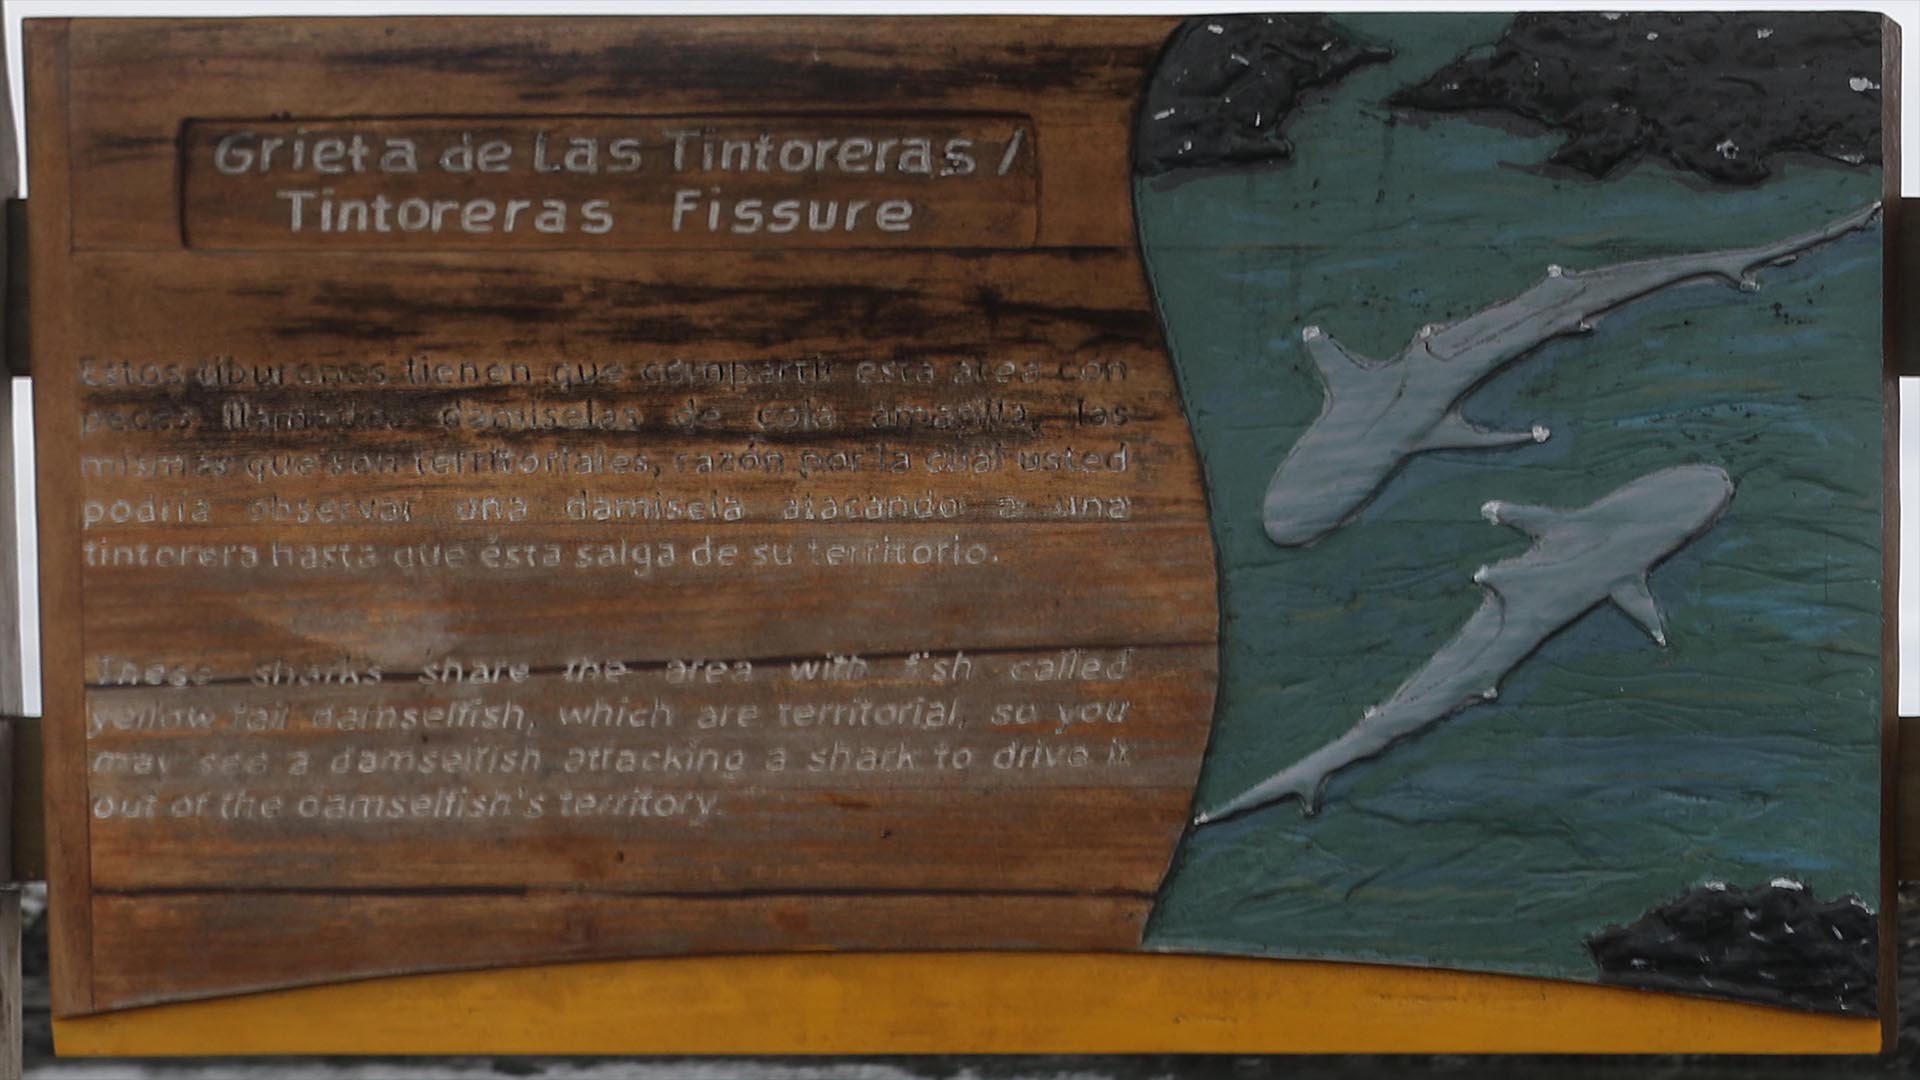 Grieta de Las Tintoreras /
Tintoreras Fissure
Estos tiburones tienen que compartir esta área con
peces llamados damiselas de cola amarilla, las
mismas que son territoriales, razón por la cual usted
podría observar una damisela atacando a una
tintorera hasta que ésta salga de su territorio.
These sharks share the area with fish called
yellow tail damselfish, which are territorial, so you
may see a damselfish attracking a shark to drive it
out of the damselfish's territory.